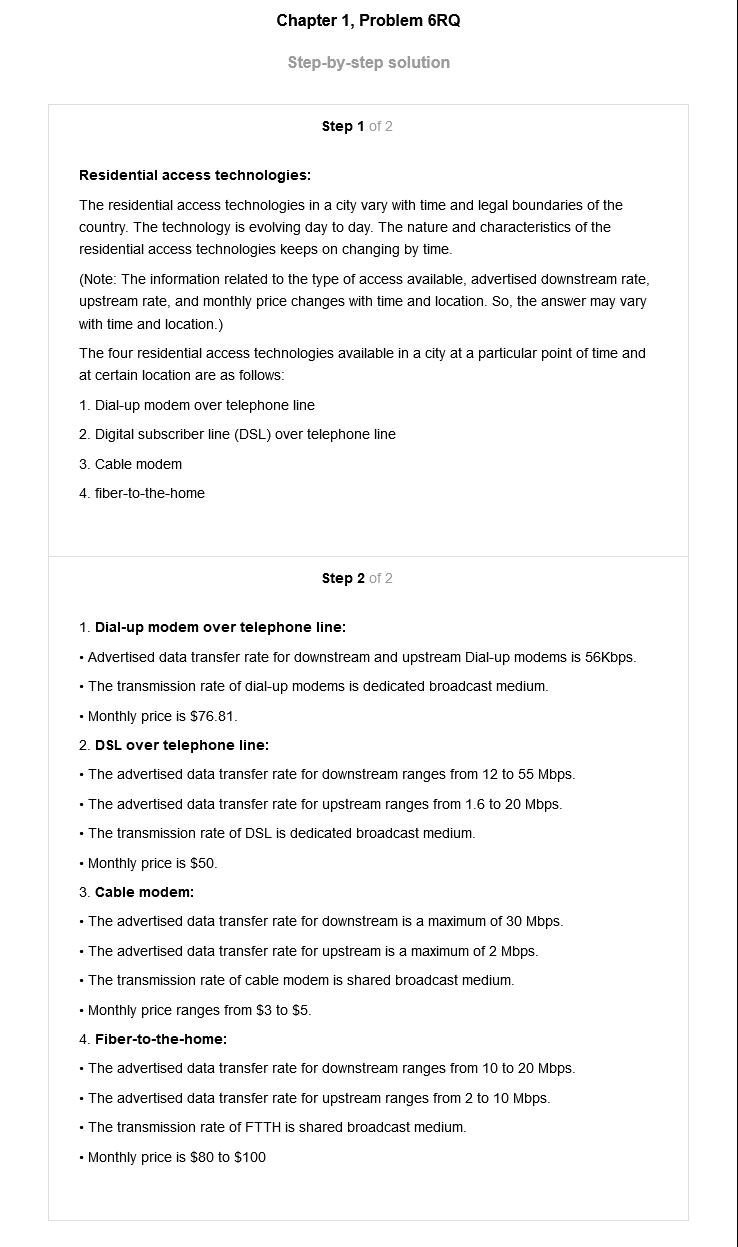 Chapter 1, Problem 6RQ
Step-by-step solution
Step 1 of 2
Residential access technologies:
The residential access technologies in a city vary with time and legal boundaries of the
country. The technology is evolving day to day. The nature and characteristics of the
residential access technologies keeps on changing by time.
(Note: The information related to the type of access available, advertised downstream rate,
upstream rate, and monthly price changes with time and location. So, the answer may vary
with time and location.)
The four residential access technologies available in a city at a particular point of time and
at certain location are as follows:
1. Dial-up modem over telephone line
2. Digital subscriber line (DSL) over telephone line
3. Cable modem
4. fiber-to-the-home
Step 2 of 2
1. Dial-up modem over telephone line:
• Advertised data transfer rate for downstream and upstream Dial-up modems is 56Kbps.
• The transmission rate of dial-up modems is dedicated broadcast medium.
• Monthly price is $76.81.
2. DSL over telephone line:
• The advertised data transfer rate for downstream ranges from 12 to 55 Mbps.
• The advertised data transfer rate for upstream ranges from 1.6 to 20 Mbps.
• The transmission rate of DSL is dedicated broadcast medium.
• Monthly price is $50.
3. Cable modem:
• The advertised data transfer rate for downstream is a maximum of 30 Mbps.
• The advertised data transfer rate for upstream is a maximum of 2 Mbps.
• The transmission rate of cable modem is shared broadcast medium.
• Monthly price ranges from $3 to $5.
4. Fiber-to-the-home:
• The advertised data transfer rate for downstream ranges from 10 to 20 Mbps.
• The advertised data transfer rate for upstream ranges from 2 to 10 Mbps.
• The transmission rate of FTTH is shared broadcast medium.
• Monthly price is $80 to $100